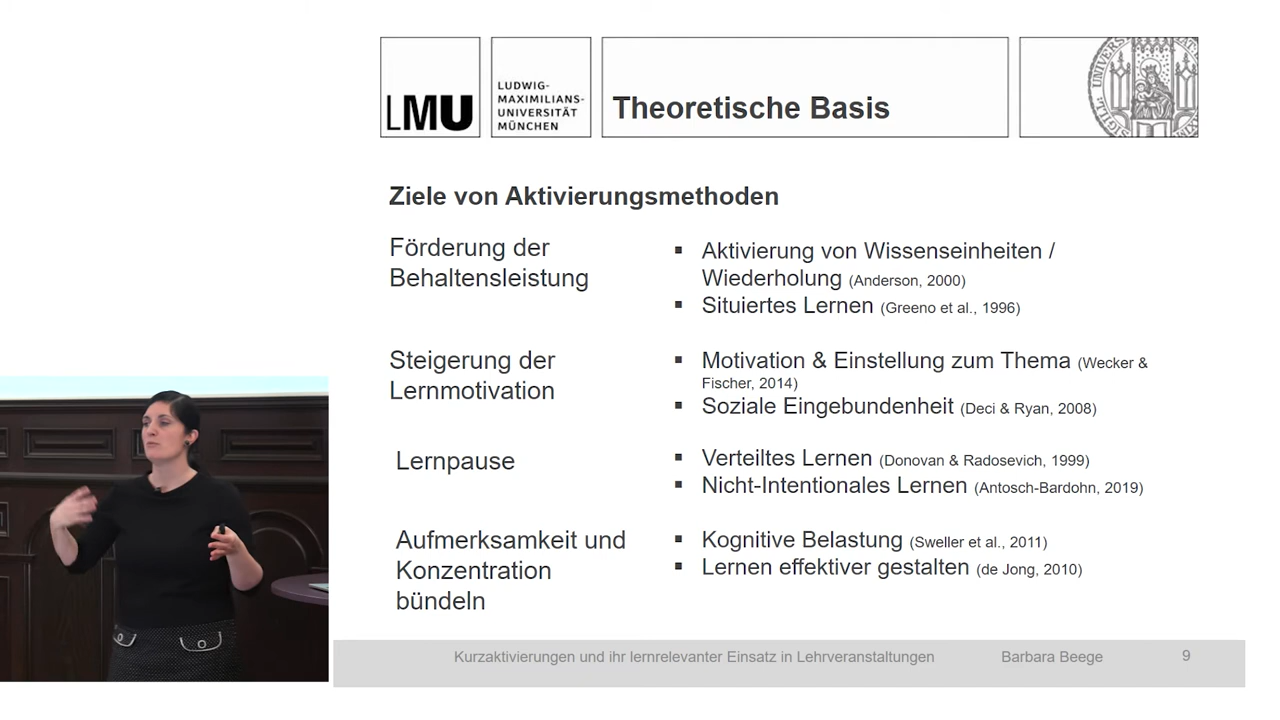 LMU
LUDWIG-
MAXIMILIANS-
UNIVERSITÄT
MÜNCHEN
Theoretische Basis
Ziele von Aktivierungsmethoden
Förderung der
Behaltensleistung
▪ Aktivierung von Wissenseinheiten /
Wiederholung (Anderson, 2000)
▪ Situiertes Lernen (Greeno et al., 1996)
Steigerung der
Lernmotivation
▪ Motivation & Einstellung zum Thema (Wecker &
Fischer, 2014)
▪ Soziale Eingebundenheit (Deci & Ryan, 2008)
Lernpause
▪ Verteiltes Lernen (Donovan & Radosevich, 1999)
▪ Nicht-Intentionales Lernen (Antosch-Bardohn, 2019)
Aufmerksamkeit und
Konzentration
bündeln
▪ Kognitive Belastung (Sweller et al., 2011)
▪ Lernen effektiver gestalten (de Jong, 2010)
Kurzaktivierungen und ihr lernrelevanter Einsatz in Lehrveranstaltungen Barbara Beege 9